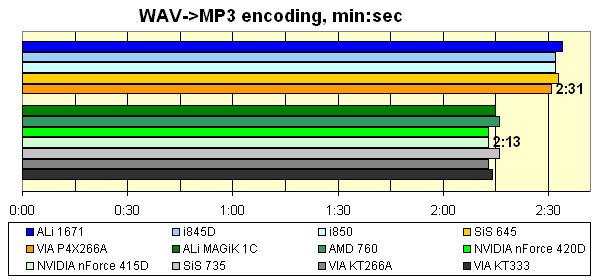 WAV->MP3 encoding, min:sec
2:31
2:13
0:00 0:30 1:00 1:30 2:00 2:30
ALi 1671 i845D i850 SiS 645
VIA P4X266A ALi MAGiK 1C AMD 760 NVIDIA nForce 420D
NVIDIA nForce 415D SiS 735 VIA KT266A VIA KT333